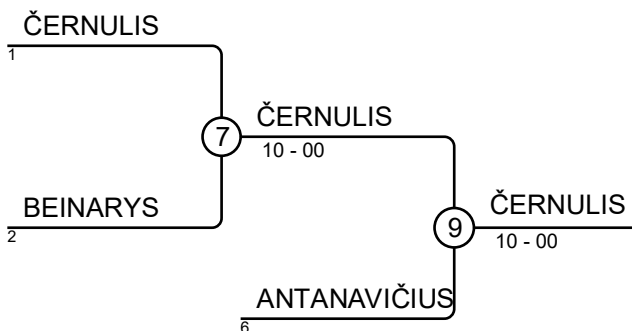 ČERNULIS
1
7
ČERNULIS
10 - 00
BEINARYS
2
9
ČERNULIS
10 - 00
ANTANAVIČIUS
6